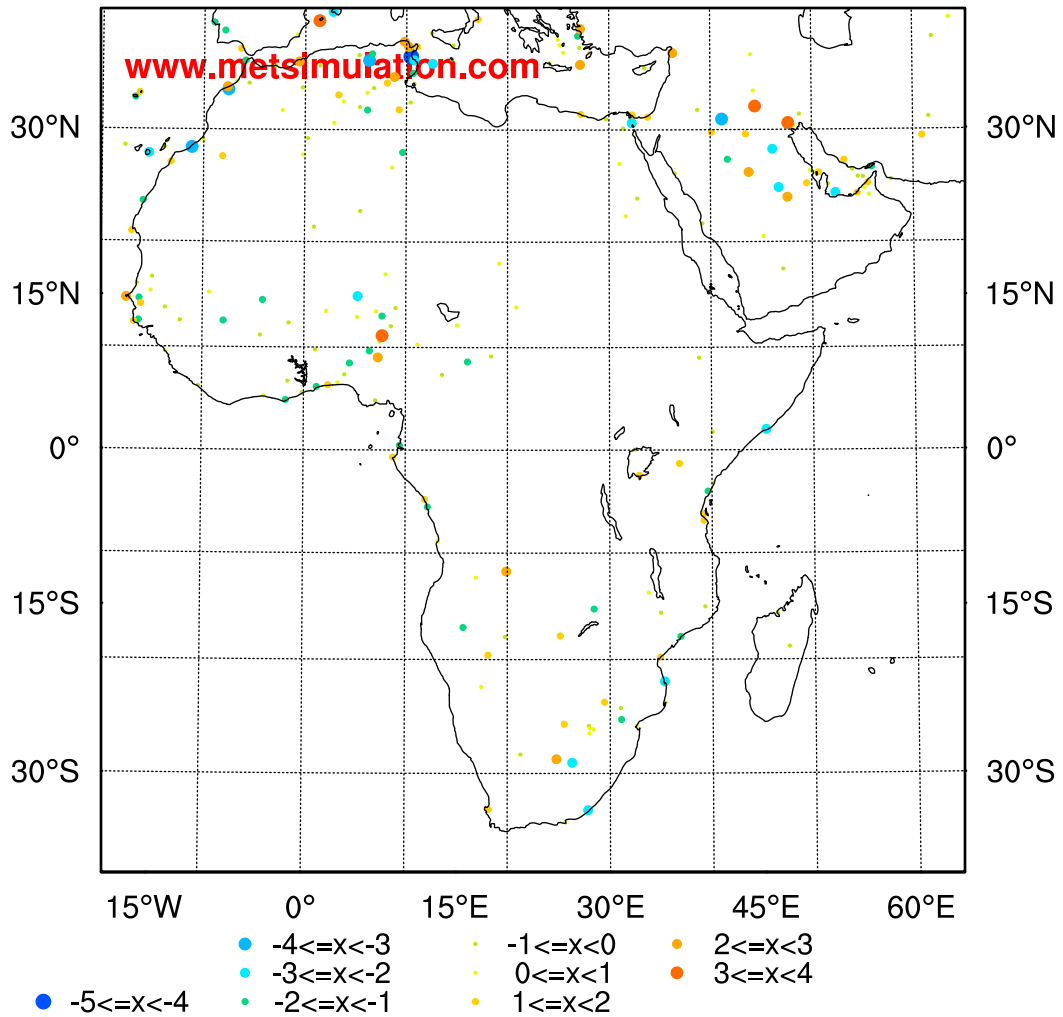 www.metsimulation.com
30°N 30°N
15°N 15°N
0° 0°
15°S 15°S
30°S 30°S
15°W 0° 15°E 30°E 45°E 60°E
-4<=x<-3 -1<=x<0 2<=x<3
-3<=x<-2 0<=x<1 3<=x<4
-5<=x<-4 -2<=x<-1 1<=x<2